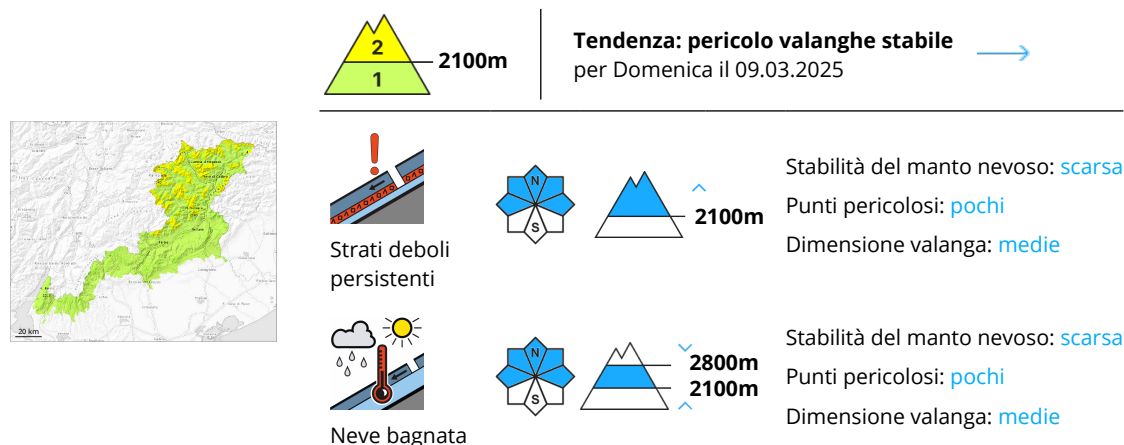 2
1
2100m
Tendenza: pericolo valanghe stabile
per Domenica il 09.03.2025
20 km
Strati deboli
persistenti
N
S
2100m
Stabilità del manto nevoso: scarsa
Punti pericolosi: pochi
Dimensione valanga: medie
Neve bagnata
N
S
2800m
2100m
Stabilità del manto nevoso: scarsa
Punti pericolosi: pochi
Dimensione valanga: medie